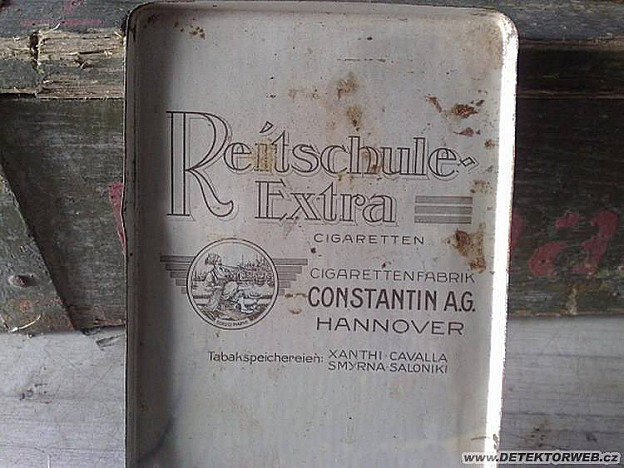 Reitschule-
Extra
CIGARETTEN
CIGARETTENFABRIK
CONSTANTIN A.G.
HANNOVER
Tabakspeichereien: XANTHI-CAVALLA
SMYRNA-SALONIKI
www.DETEKTORWEB.cz